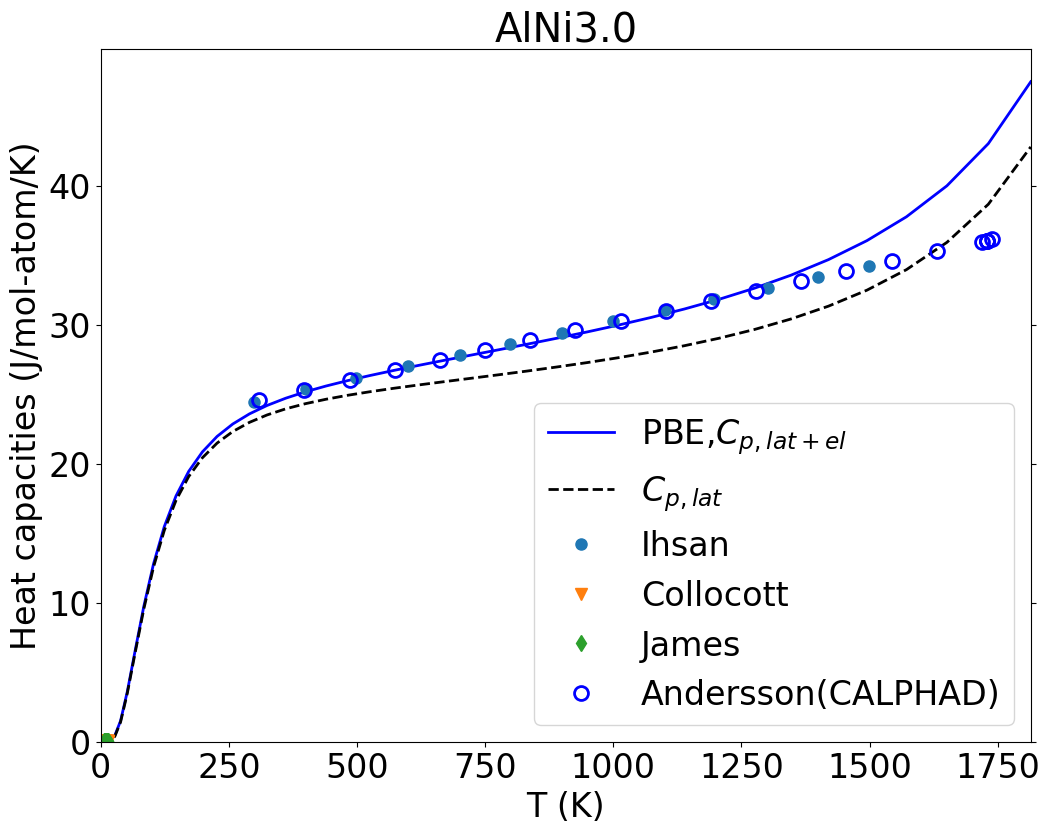 AlNi3.0
Heat capacities (J/mol-atom/K)
40
30
20
10
0
PBE,$C_{p,lat+el}$
$C_{p,lat}$
Ihsan
Collocott
James
Andersson(CALPHAD)
0 250 500 750 1000 1250 1500 1750
T (K)